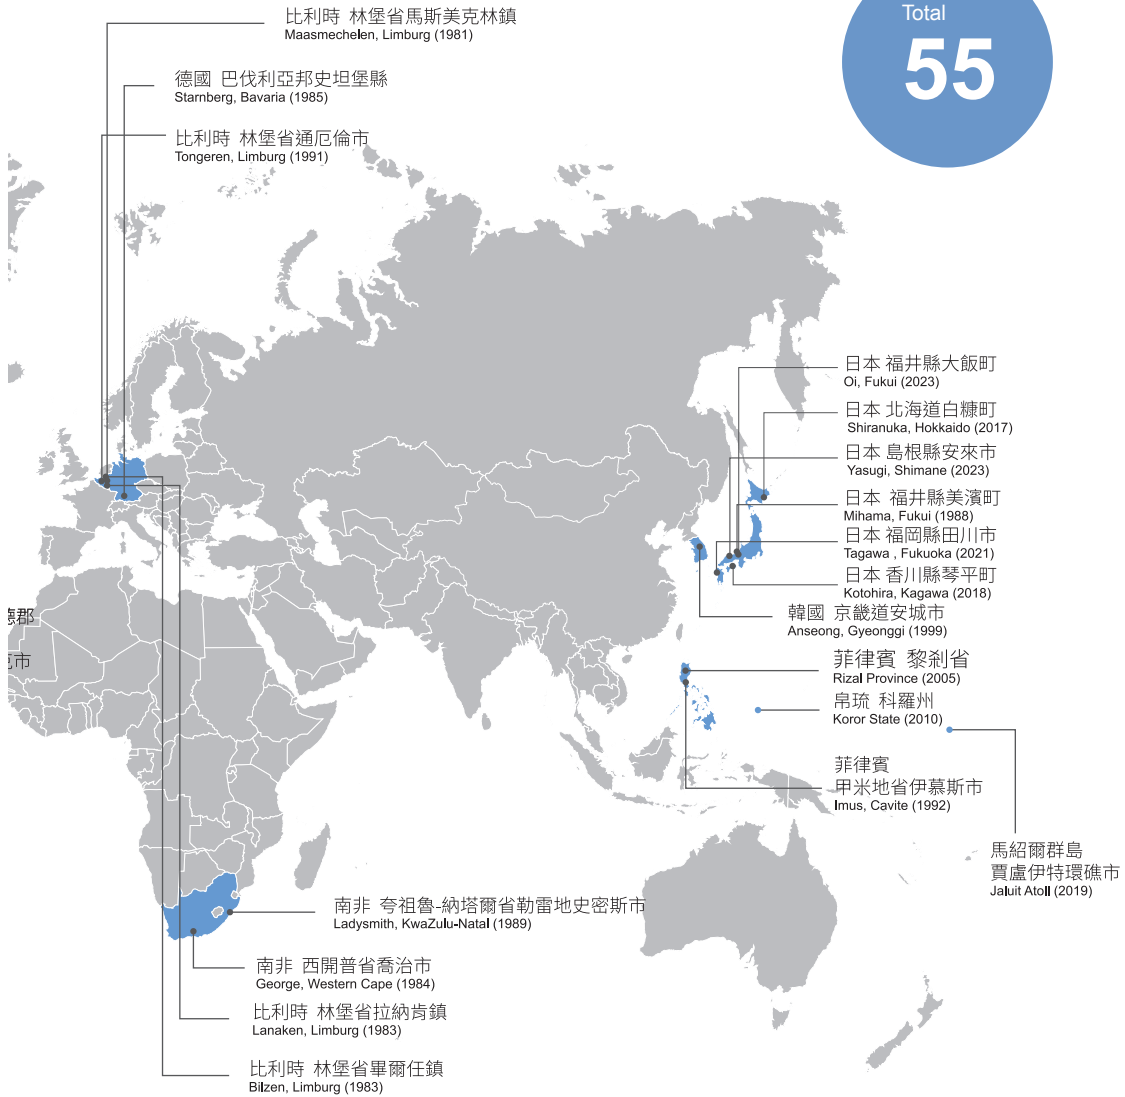 比利時 林堡省馬斯美克林鎮
Maasmechelen, Limburg (1981)
Total
55
德國 巴伐利亞邦史坦堡縣
Starnberg, Bavaria (1985)
比利時 林堡省通厄倫市
Tongeren, Limburg (1991)
日本 福井縣大飯町
Oi, Fukui (2023)
日本 北海道白糠町
Shiranuka, Hokkaido (2017)
日本 島根縣安來市
Yasugi, Shimane (2023)
日本 福井縣美濱町
Mihama, Fukui (1988)
日本 福岡縣田川市
Tagawa , Fukuoka (2021)
日本 香川縣琴平町
Kotohira, Kagawa (2018)
韓國 京畿道安城市
Anseong, Gyeonggi (1999)
德郡
市
菲律賓 黎剎省
Rizal Province (2005)
帛琉 科羅州
Koror State (2010)
菲律賓
甲米地省伊慕斯市
Imus, Cavite (1992)
馬紹爾群島
賈盧伊特環礁市
Jaluit Atoll (2019)
南非 夸祖魯-納塔爾省勒雷地史密斯市
Ladysmith, KwaZulu-Natal (1989)
南非 西開普省喬治市
George, Western Cape (1984)
比利時 林堡省拉納肯鎮
Lanaken, Limburg (1983)
比利時 林堡省畢爾任鎮
Bilzen, Limburg (1983)